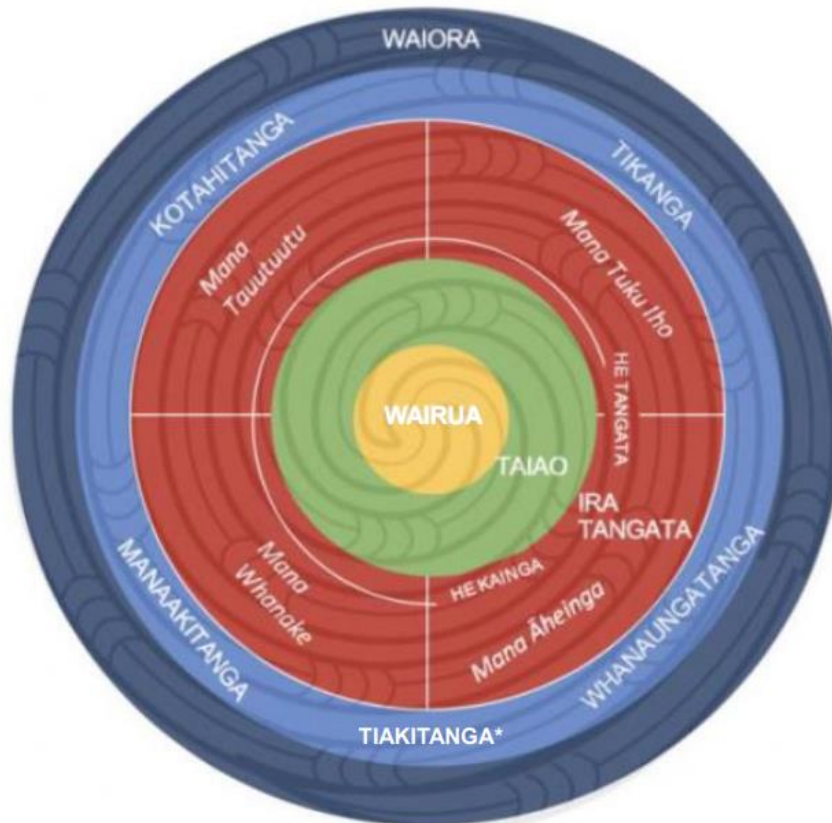 WAIORA
KOTAHITANGA
TIKANGA
Mana
Tauutuutu
Mana Tuku Iho
HE TANGATA
WAIRUA
TAIAO
IRA
TANGATA
HE KAINGA
Mana
Whanake
Mana Āheinga
MANAAKITANGA
WHANAUNGATANGA
TIAKITANGA*